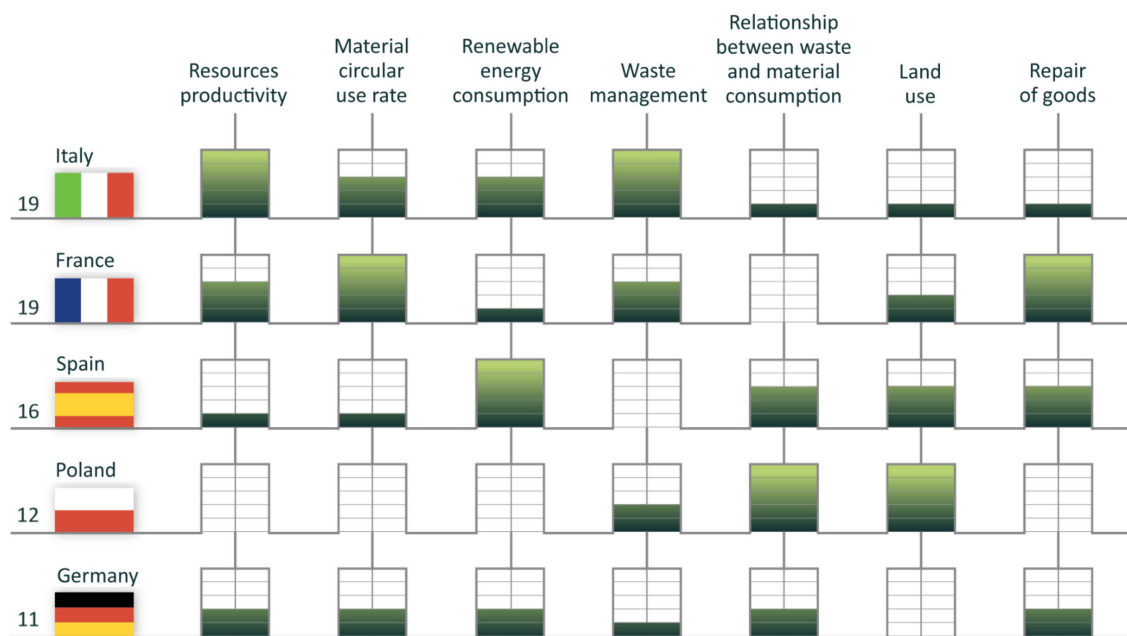 Resources
productivity
Material
circular
use rate
Renewable
energy
consumption
Waste
management
Relationship
between waste
and material
consumption
Land
use
Repair
of goods
Italy
19
France
19
Spain
16
Poland
12
Germany
11